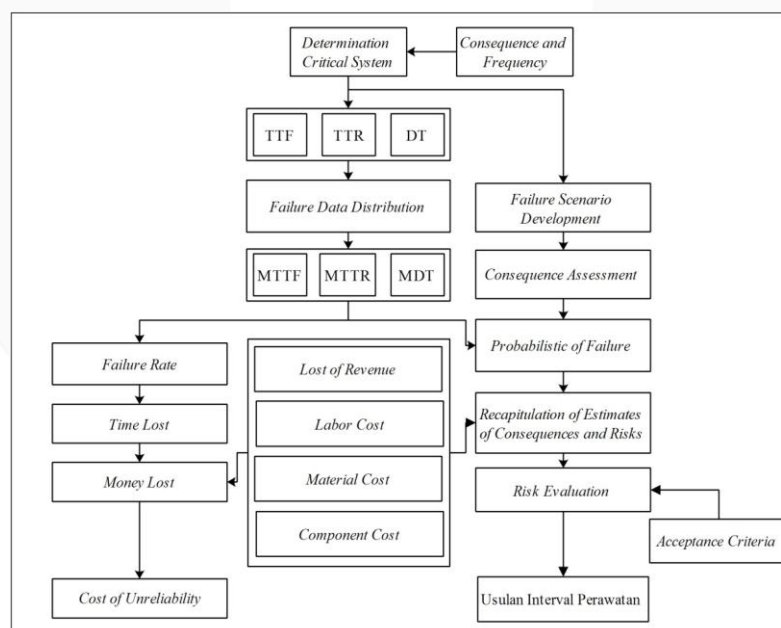 Determination
Critical System
Consequence and
Frequency
TTF
TTR
DT
Failure Data Distribution
Failure Scenario
Development
MTTF
MTTR
MDT
Consequence Assessment
Failure Rate
Lost of Revenue
Probabilistic of Failure
Time Lost
Labor Cost
Recapitulation of Estimates
of Consequences and Risks
Money Lost
Material Cost
Risk Evaluation
Component Cost
Acceptance Criteria
Cost of Unreliability
Usulan Interval Perawatan